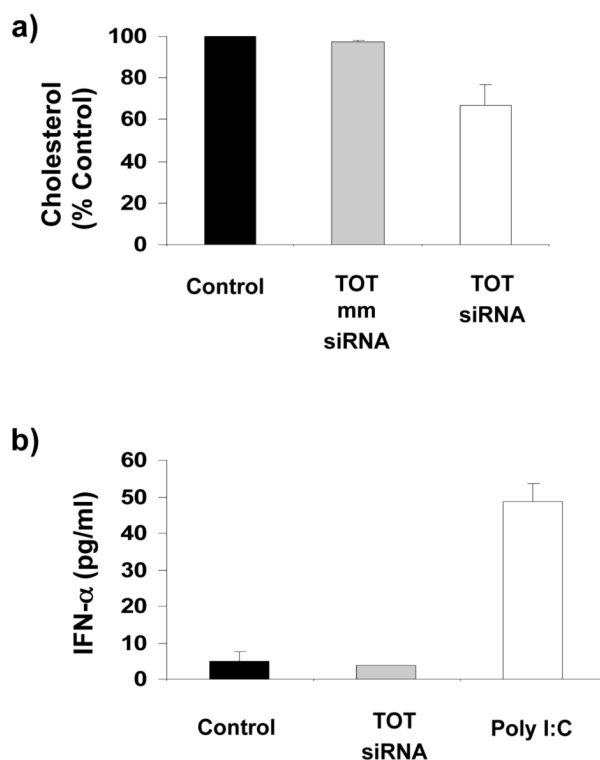 a)
Cholesterol
(% Control)
100
80
60
40
20
0
Control
TOT
mm
siRNA
TOT
siRNA
b)
IFN-α (pg/ml)
60
50
40
30
20
10
0
Control
TOT
siRNA
Poly I:C